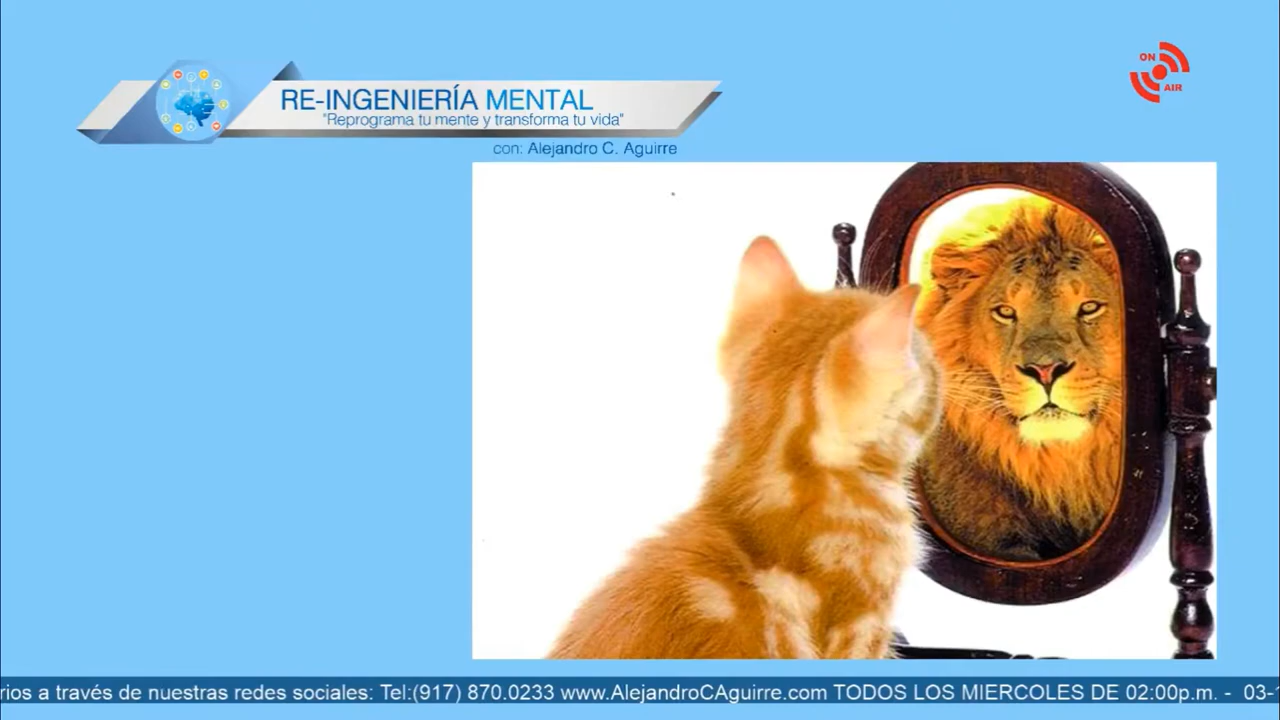 ON
AIR
RE-INGENIERÍA MENTAL
"Reprograma tu mente y transforma tu vida"
con: Alejandro C. Aguirre
rios a través de nuestras redes sociales: Tel:(917) 870.0233 www.AlejandroCAguirre.com TODOS LOS MIERCOLES DE 02:00p.m. - 03-